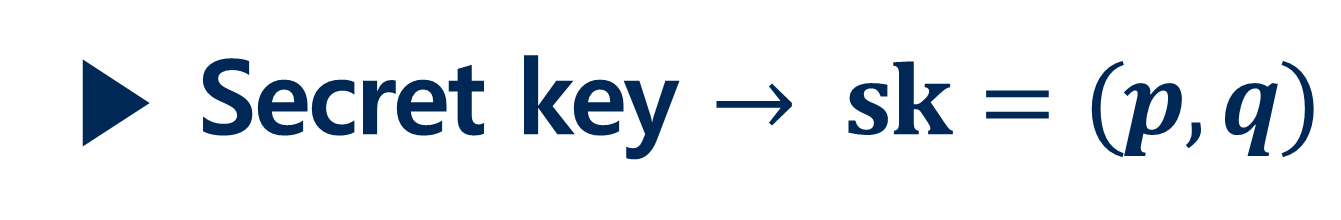 ▶ Secret key → sk = (p, q)